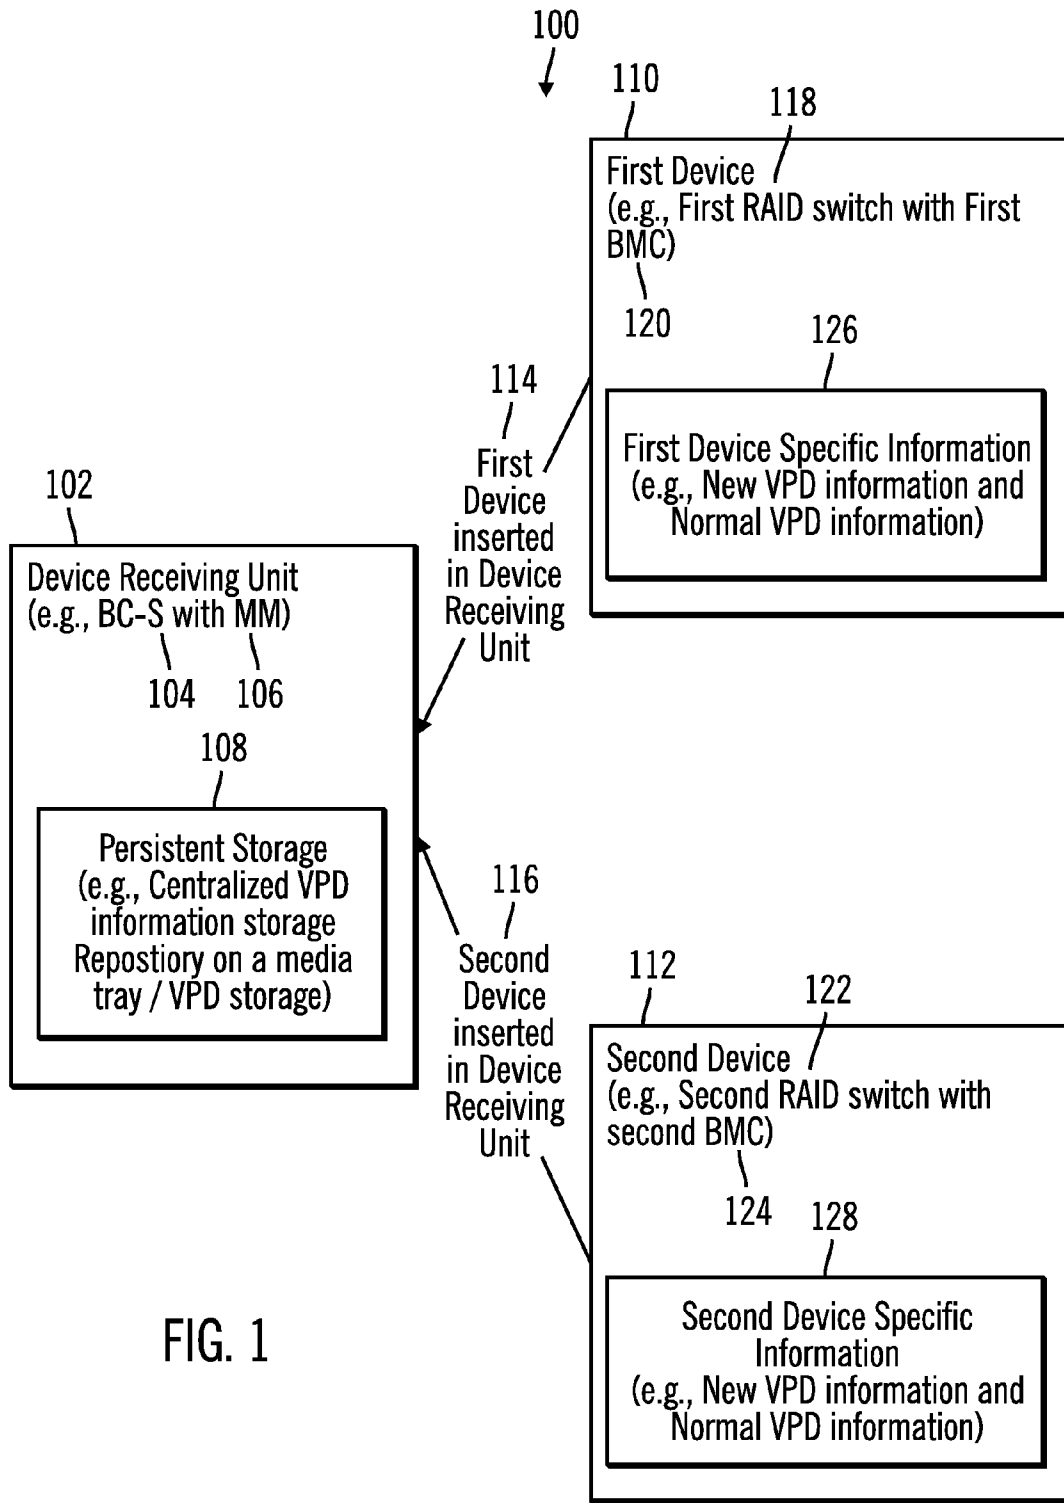 100
110
118
First Device
(e.g., First RAID switch with First
BMC)
120
126
First Device Specific Information
(e.g., New VPD information and
Normal VPD information)
114
First
Device
inserted
in Device
Receiving
Unit
102
Device Receiving Unit
(e.g., BC-S with MM)
104
106
108
Persistent Storage
(e.g., Centralized VPD
information storage
Repostiory on a media
tray / VPD storage)
116
Second
Device
inserted
in Device
Receiving
Unit
112
122
Second Device
(e.g., Second RAID switch with
second BMC)
124
128
Second Device Specific
Information
(e.g., New VPD information and
Normal VPD information)
FIG. 1